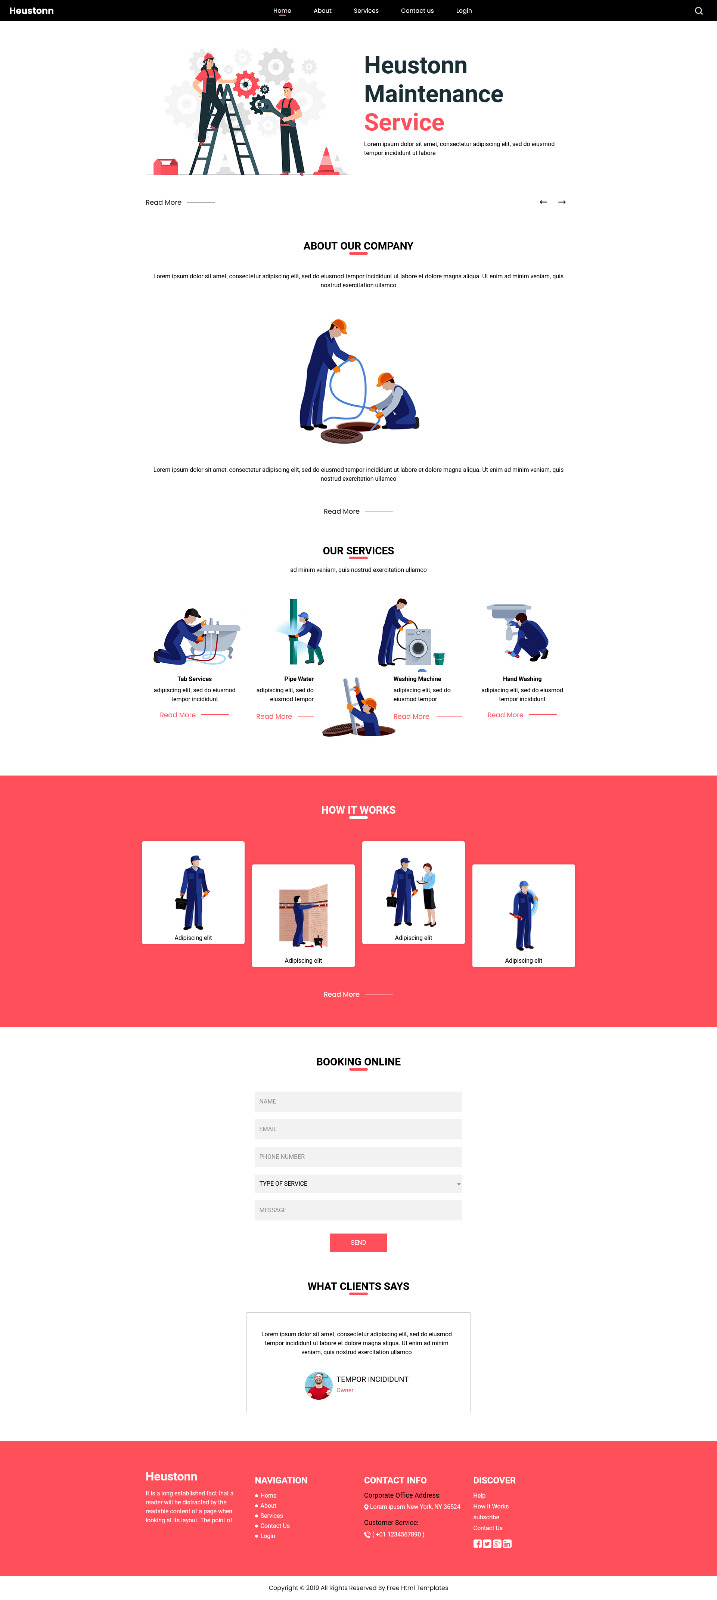 Heustonn
Home About Services Contact us Login
Heustonn
Maintenance
Service
Lorem ipsum dolor sit amet, consectetur adipiscing elit, sed do eiusmod
tempor incididunt ut labore
Read More
ABOUT OUR COMPANY
Lorem ipsum dolor sit amet, consectetur adipiscing elit, sed do eiusmod tempor incididunt ut labore et dolore magna aliqua. Ut enim ad minim veniam, quis
nostrud exercitation ullamco
Lorem ipsum dolor sit amet, consectetur adipiscing elit, sed do eiusmod tempor incididunt ut labore et dolore magna aliqua. Ut enim ad minim veniam, quis
nostrud exercitation ullamco
Read More
OUR SERVICES
ad minim veniam, quis nostrud exercitation ullamco
Tab Services
adipiscing elit, sed do eiusmod
tempor incididunt
Read More
Pipe Water
adipiscing elit, sed do
eiusmod tempor
Read More
Washing Machine
adipiscing elit, sed do
eiusmod tempor
Read More
Hand Washing
adipiscing elit, sed do eiusmod
tempor incididunt
Read More
HOW IT WORKS
Adipiscing elit
Adipiscing elit
Adipiscing elit
Adipiscing elit
Read More
BOOKING ONLINE
NAME
EMAIL
PHONE NUMBER
TYPE OF SERVICE
MESSAGE
SEND
WHAT CLIENTS SAYS
Lorem ipsum dolor sit amet, consectetur adipiscing elit, sed do eiusmod
tempor incididunt ut labore et dolore magna aliqua. Ut enim ad minim
veniam, quis nostrud exercitation ullamco
TEMPOR INCIDIDUNT
Owner
Heustonn
It is a long established fact that a
reader will be distracted by the
readable content of a page when
looking at its layout. The point of
NAVIGATION
Home
About
Services
Contact Us
Login
CONTACT INFO
Corporate Office Address:
Lorem ipusm New York, NY 36524
Customer Service:
( +01 1234567890 )
DISCOVER
Help
How It Works
subscribe
Contact Us
Copyright © 2019 All Rights Reserved By Free Html Templates